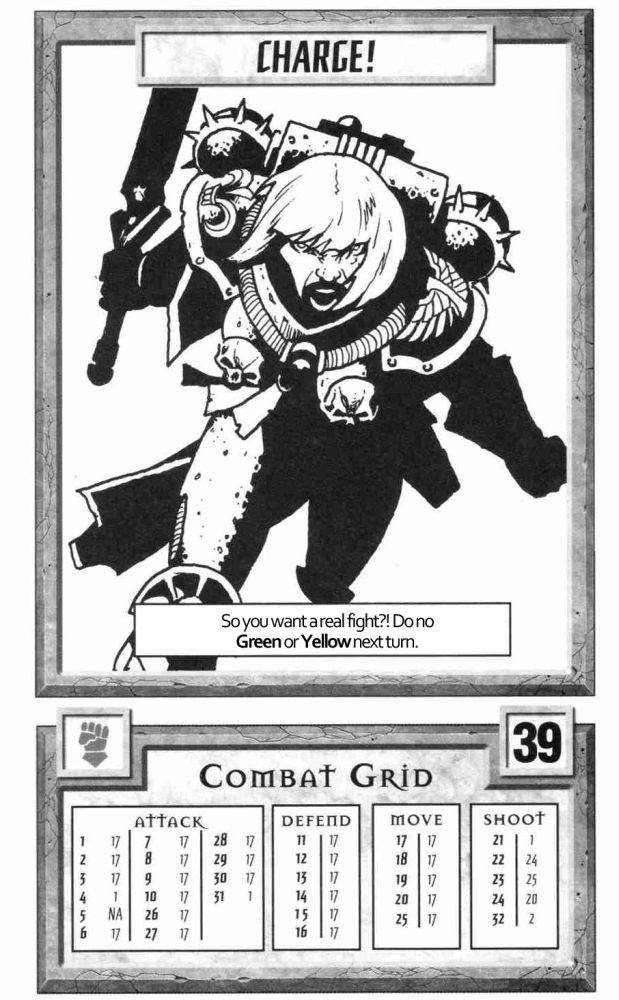 CHARGE!
So you want a real fight?! Do no
Green or Yellow next turn.
39
COMBAT GRID
ATTACK
1 17 7 17 28 17
2 17 8 17 29 17
3 17 9 17 30 17
4 1 10 17 31 1
5 NA 26 17
6 17 27 17
DEFEND
11 17
12 17
13 17
14 17
15 17
16 17
MOVE
17 17
18 17
19 17
20 17
25 17
SHOOT
21 1
22 24
23 25
24 20
32 2